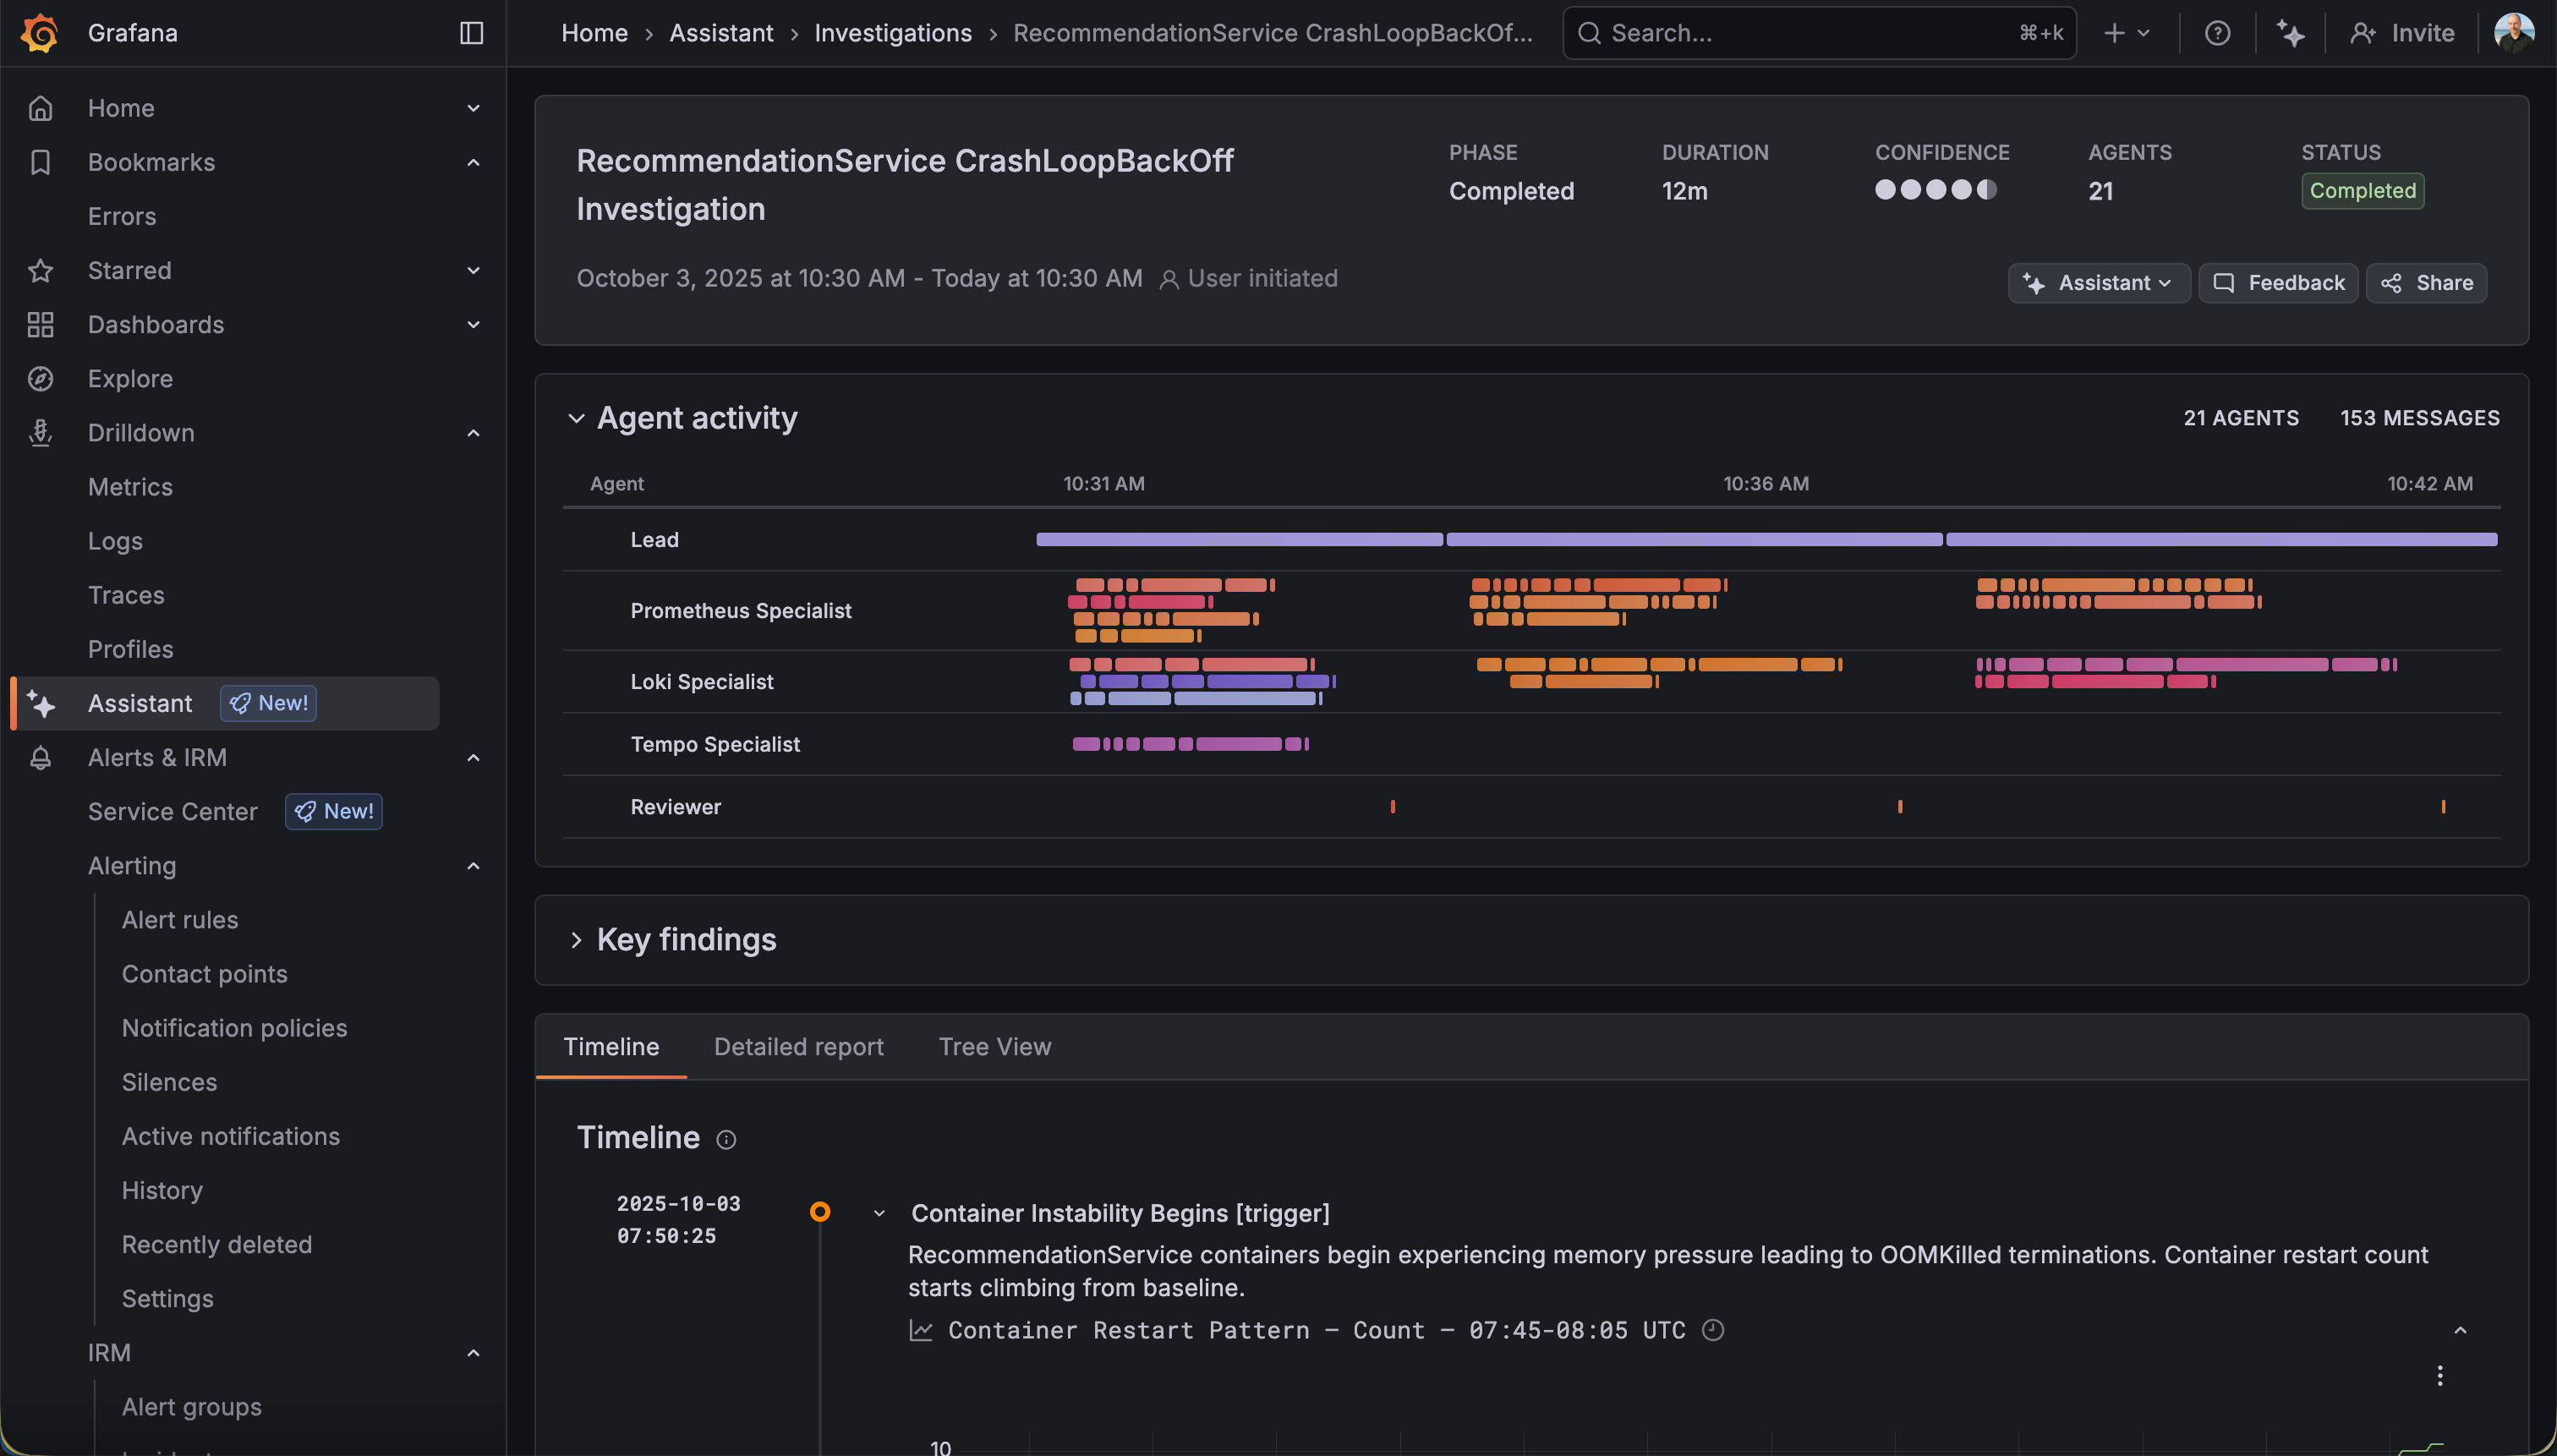 Grafana
Home › Assistant › Investigations › RecommendationService CrashLoopBackOf...
Search...
⌘+k
Invite
Home
Bookmarks
Errors
Starred
Dashboards
Explore
Drilldown
Metrics
Logs
Traces
Profiles
Assistant New!
Alerts & IRM
Service Center New!
Alerting
Alert rules
Contact points
Notification policies
Silences
Active notifications
History
Recently deleted
Settings
IRM
Alert groups
RecommendationService CrashLoopBackOff
Investigation
October 3, 2025 at 10:30 AM - Today at 10:30 AM User initiated
PHASE
Completed
DURATION
12m
CONFIDENCE
AGENTS
21
STATUS
Completed
Assistant
Feedback
Share
Agent activity
21 AGENTS 153 MESSAGES
Agent 10:31 AM 10:36 AM 10:42 AM
Lead
Prometheus Specialist
Loki Specialist
Tempo Specialist
Reviewer
Key findings
Timeline Detailed report Tree View
Timeline
2025-10-03
07:50:25
Container Instability Begins [trigger]
RecommendationService containers begin experiencing memory pressure leading to OOMKilled terminations. Container restart count
starts climbing from baseline.
Container Restart Pattern — Count — 07:45-08:05 UTC
10